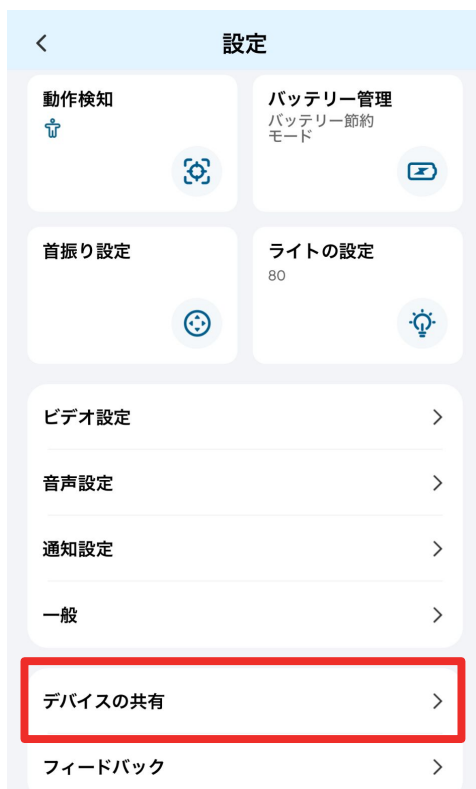 設定
動作検知
バッテリー管理
バッテリー節約
モード
首振り設定
ライトの設定
80
ビデオ設定
音声設定
通知設定
一般
デバイスの共有
フィードバック